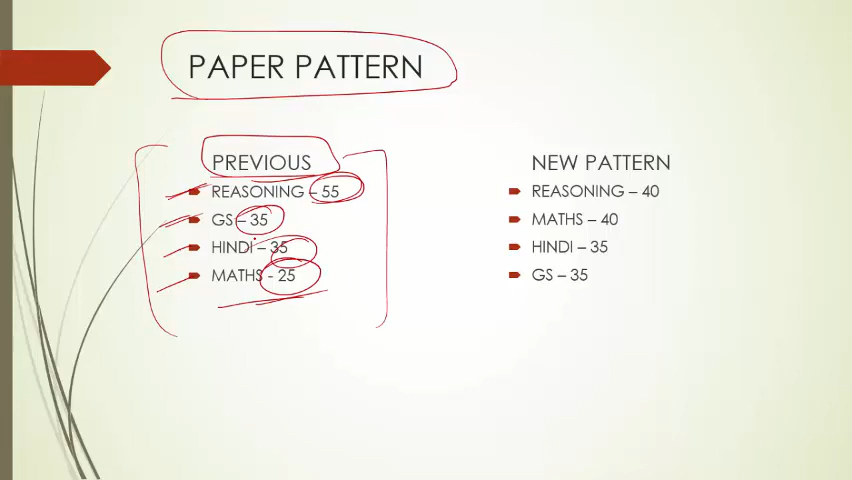 PAPER PATTERN
PREVIOUS
REASONING – 55
GS – 35
HINDI – 35
MATHS - 25
NEW PATTERN
REASONING – 40
MATHS – 40
HINDI – 35
GS – 35